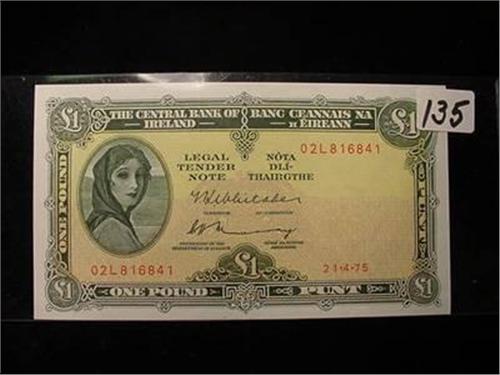 135
£1
THE CENTRAL BANK OF IRELAND
BANC CEANNAIS NA H ÉIREANN
£1
02L816841
LEGAL TENDER NOTE
NÓTA DLÍ-THAIRGTHE
ONE POUND
PUNT
02L816841
£1
21·4·75
£1
ONE POUND
PUNT
£1